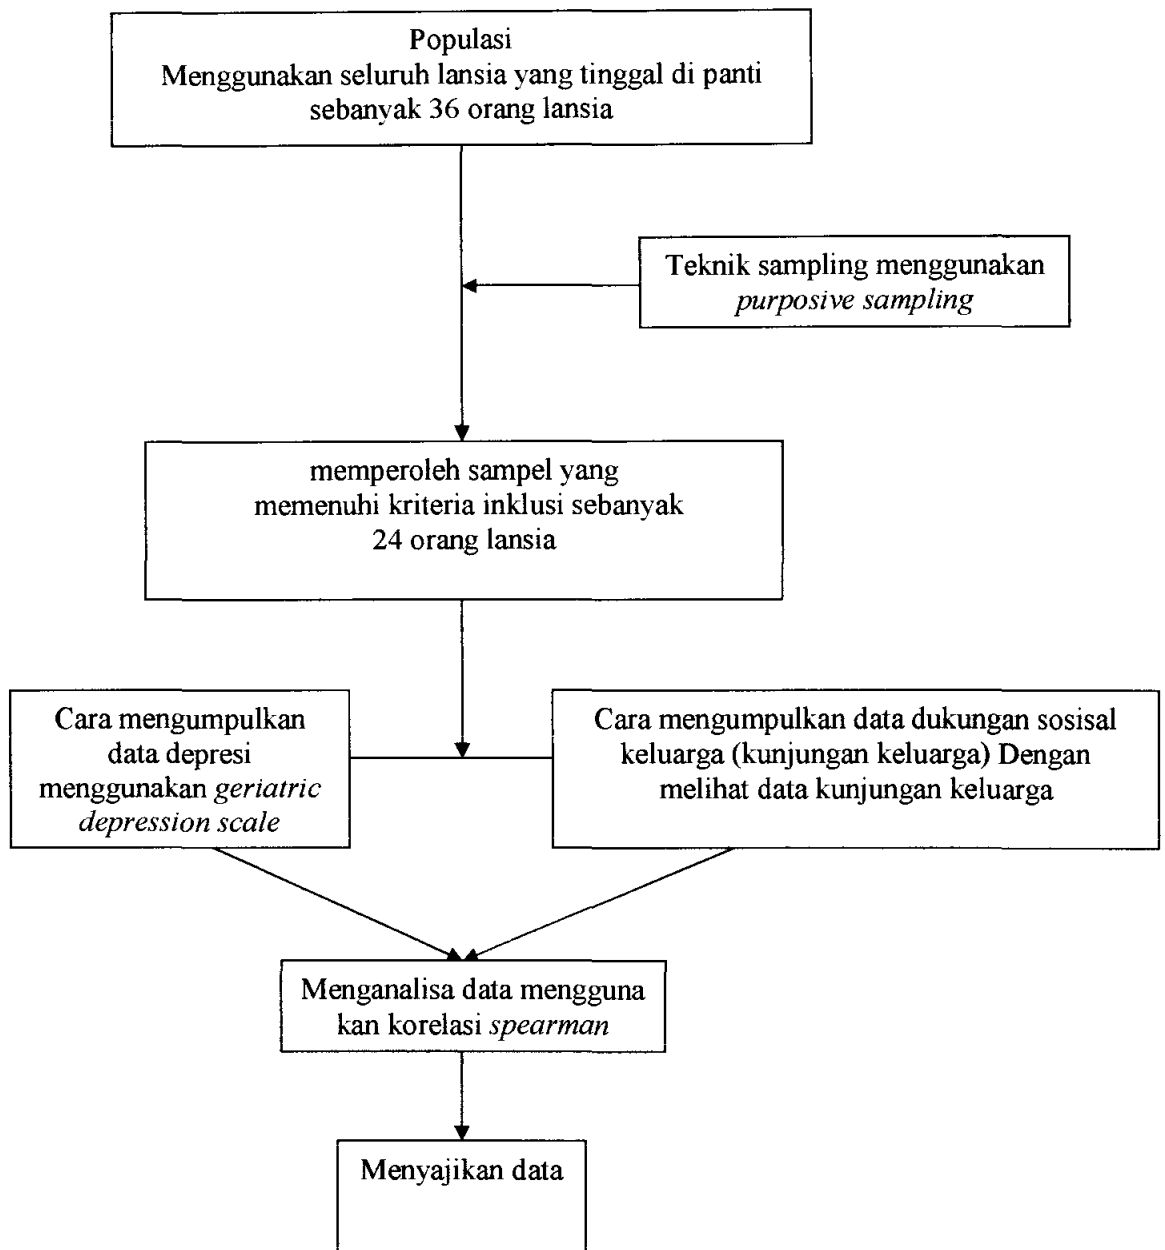 Populasi
Menggunakan seluruh lansia yang tinggal di panti
sebanyak 36 orang lansia
Teknik sampling menggunakan
purposive sampling
memperoleh sampel yang
memenuhi kriteria inklusi sebanyak
24 orang lansia
Cara mengumpulkan
data depresi
menggunakan geriatric
depression scale
Cara mengumpulkan data dukungan sosisal
keluarga (kunjungan keluarga) Dengan
melihat data kunjungan keluarga
Menganalisa data mengguna
kan korelasi spearman
Menyajikan data